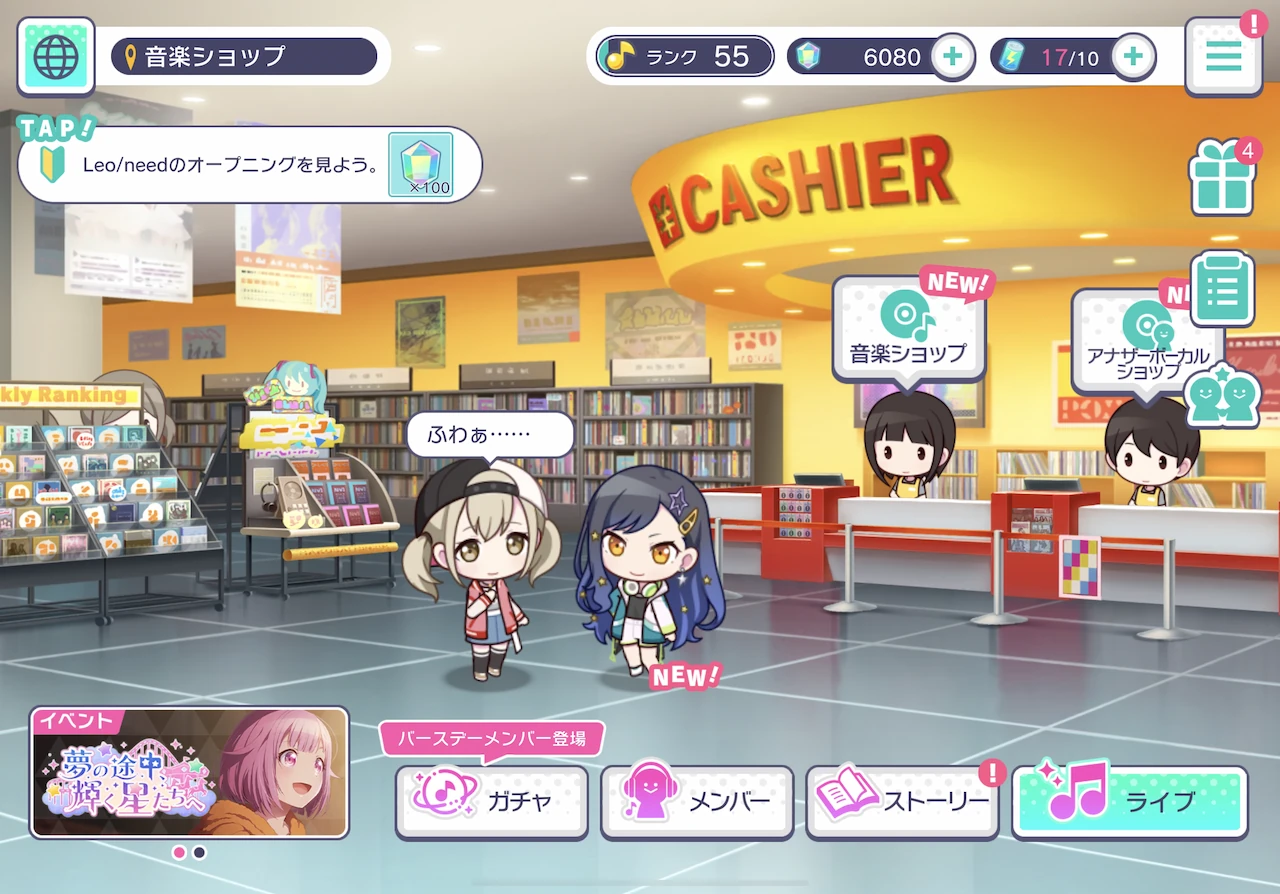 音楽ショップ
ランク 55
6080
17/10
!
TAP!
Leo/needのオープニングを見よう。
×100
4
CASHIER
NEW!
音楽ショップ
アナザーボーカル
ショップ
kly Ranking
ふわぁ……
NEW!
イベント
夢の途中、
輝く星たちへ
バースデーメンバー登場
ガチャ
メンバー
ストーリー
!
ライブ